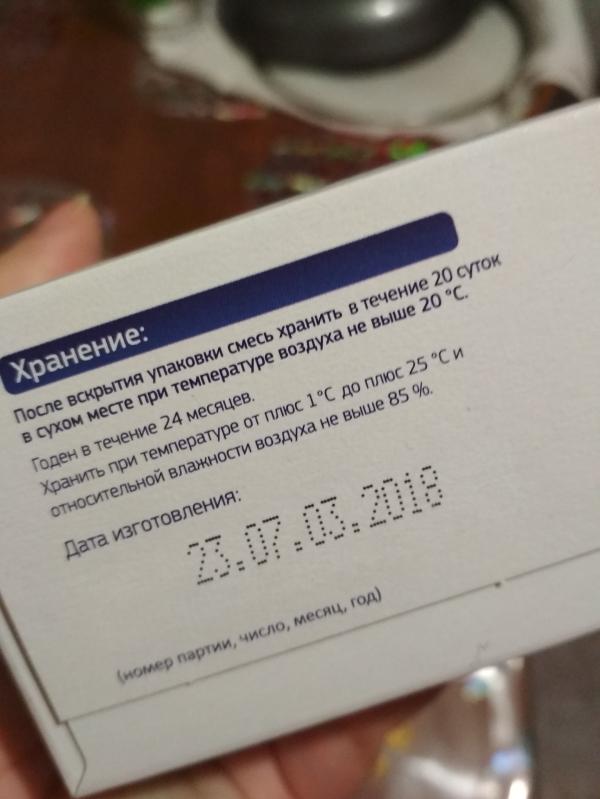 Хранение:
После вскрытия упаковки смесь хранить в течение 20 суток
в сухом месте при температуре воздуха не выше 20 °С.
Годен в течение 24 месяцев.
Хранить при температуре от плюс 1°С до плюс 25 °С и
относительной влажности воздуха не выше 85 %.
Дата изготовления:
23.07.03.2018
(номер партии, число, месяц, год)